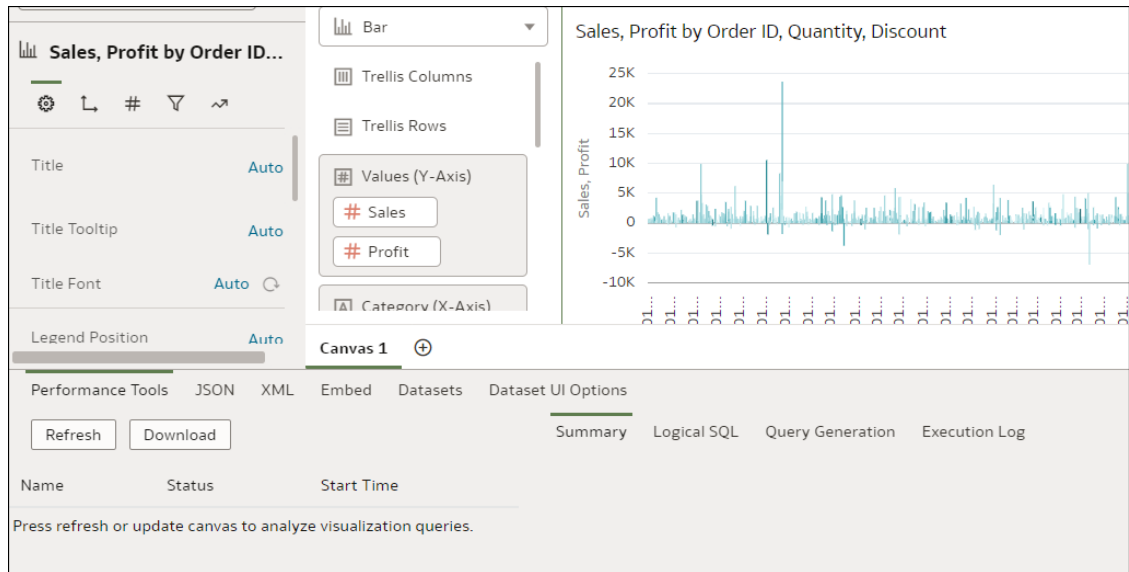 Sales, Profit by Order ID...
Title
Auto
Title Tooltip
Auto
Title Font
Auto
Legend Position
Auto
Bar
Trellis Columns
Trellis Rows
Values (Y-Axis)
# Sales
# Profit
Category (X-Axis)
Sales, Profit by Order ID, Quantity, Discount
Sales, Profit
25K
20K
15K
10K
5K
0
-5K
-10K
Canvas 1
Performance Tools JSON XML Embed Datasets Dataset UI Options
Refresh Download
Summary Logical SQL Query Generation Execution Log
Name Status Start Time
Press refresh or update canvas to analyze visualization queries.